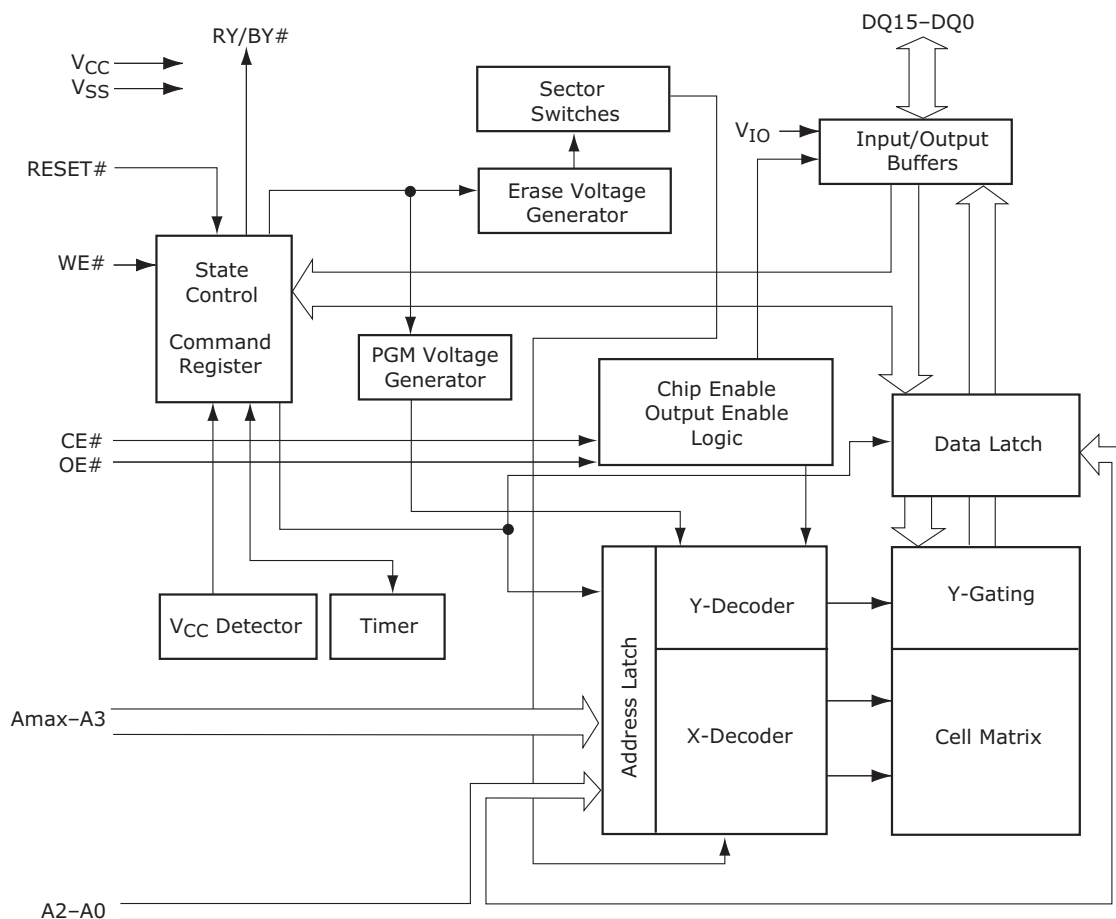 RY/BY#
DQ15–DQ0
VCC
VSS
Sector
Switches
VIO
Input/Output
Buffers
RESET#
Erase Voltage
Generator
WE#
State
Control
Command
Register
PGM Voltage
Generator
Chip Enable
Output Enable
Logic
CE#
OE#
Data Latch
Y-Decoder
Y-Gating
VCC Detector
Timer
Address Latch
Amax–A3
X-Decoder
Cell Matrix
A2–A0